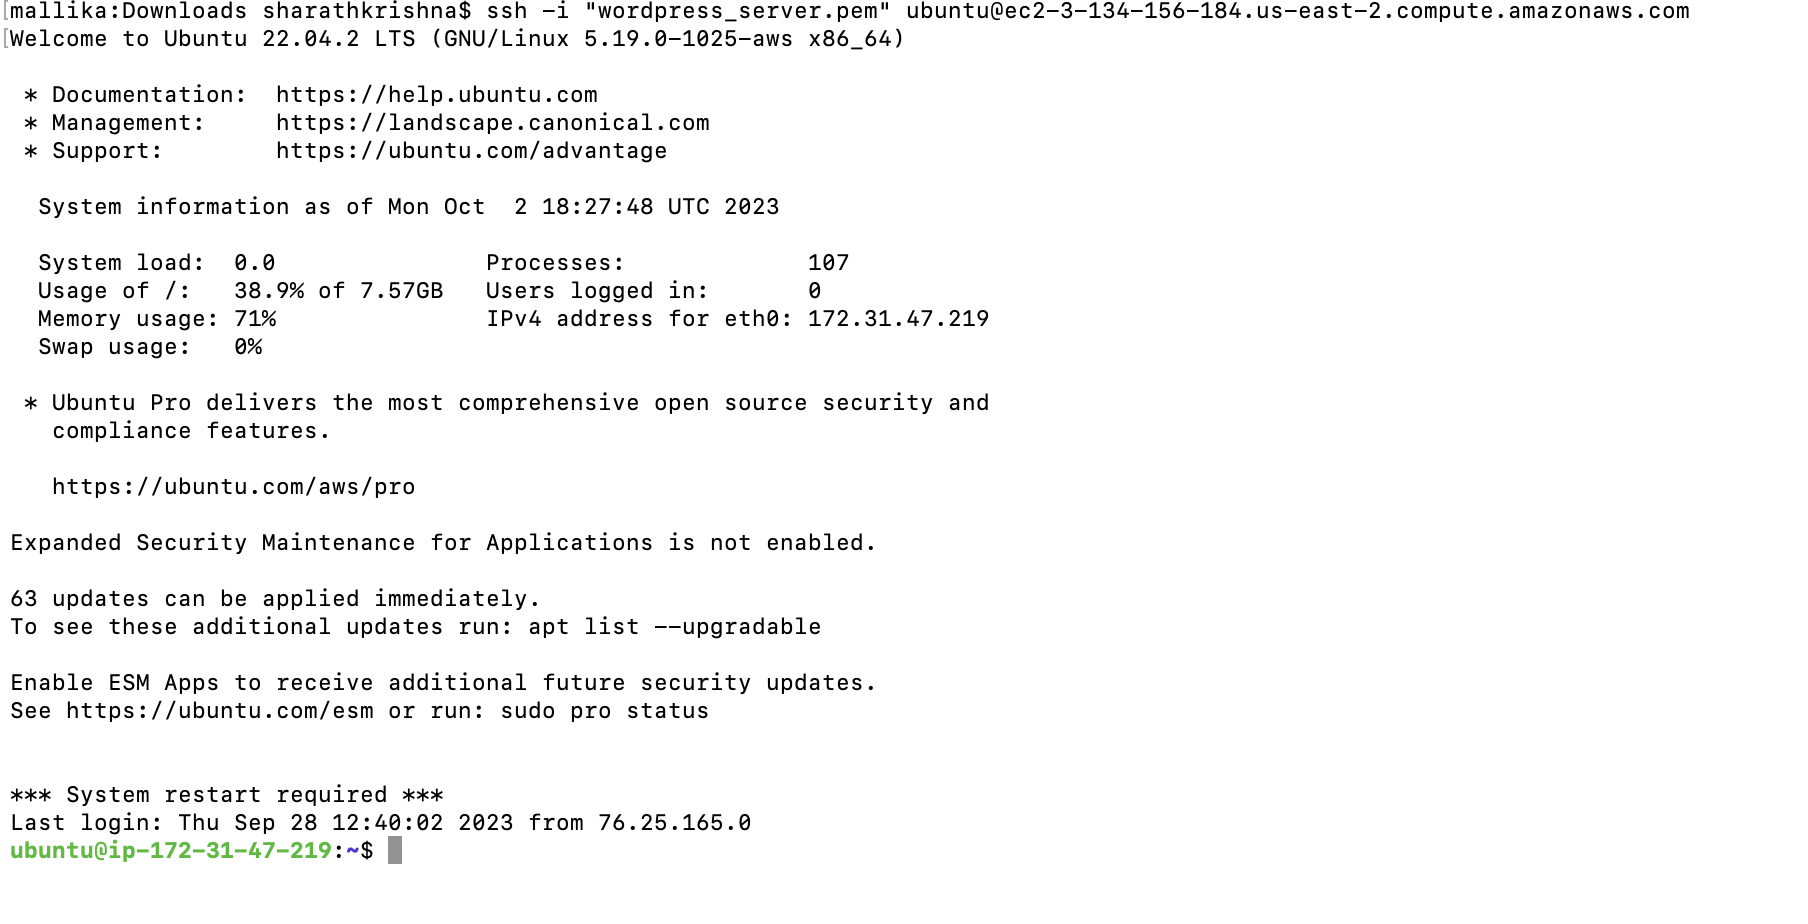 [mallika:Downloads sharathkrishna$ ssh -i "wordpress_server.pem" ubuntu@ec2-3-134-156-184.us-east-2.compute.amazonaws.com
[Welcome to Ubuntu 22.04.2 LTS (GNU/Linux 5.19.0-1025-aws x86_64)
* Documentation:  https://help.ubuntu.com
* Management:     https://landscape.canonical.com
* Support:        https://ubuntu.com/advantage
System information as of Mon Oct  2 18:27:48 UTC 2023
System load:  0.0               Processes:             107
Usage of /:   38.9% of 7.57GB   Users logged in:       0
Memory usage: 71%               IPv4 address for eth0: 172.31.47.219
Swap usage:   0%
* Ubuntu Pro delivers the most comprehensive open source security and
compliance features.
https://ubuntu.com/aws/pro
Expanded Security Maintenance for Applications is not enabled.
63 updates can be applied immediately.
To see these additional updates run: apt list --upgradable
Enable ESM Apps to receive additional future security updates.
See https://ubuntu.com/esm or run: sudo pro status
*** System restart required ***
Last login: Thu Sep 28 12:40:02 2023 from 76.25.165.0
ubuntu@ip-172-31-47-219:~$